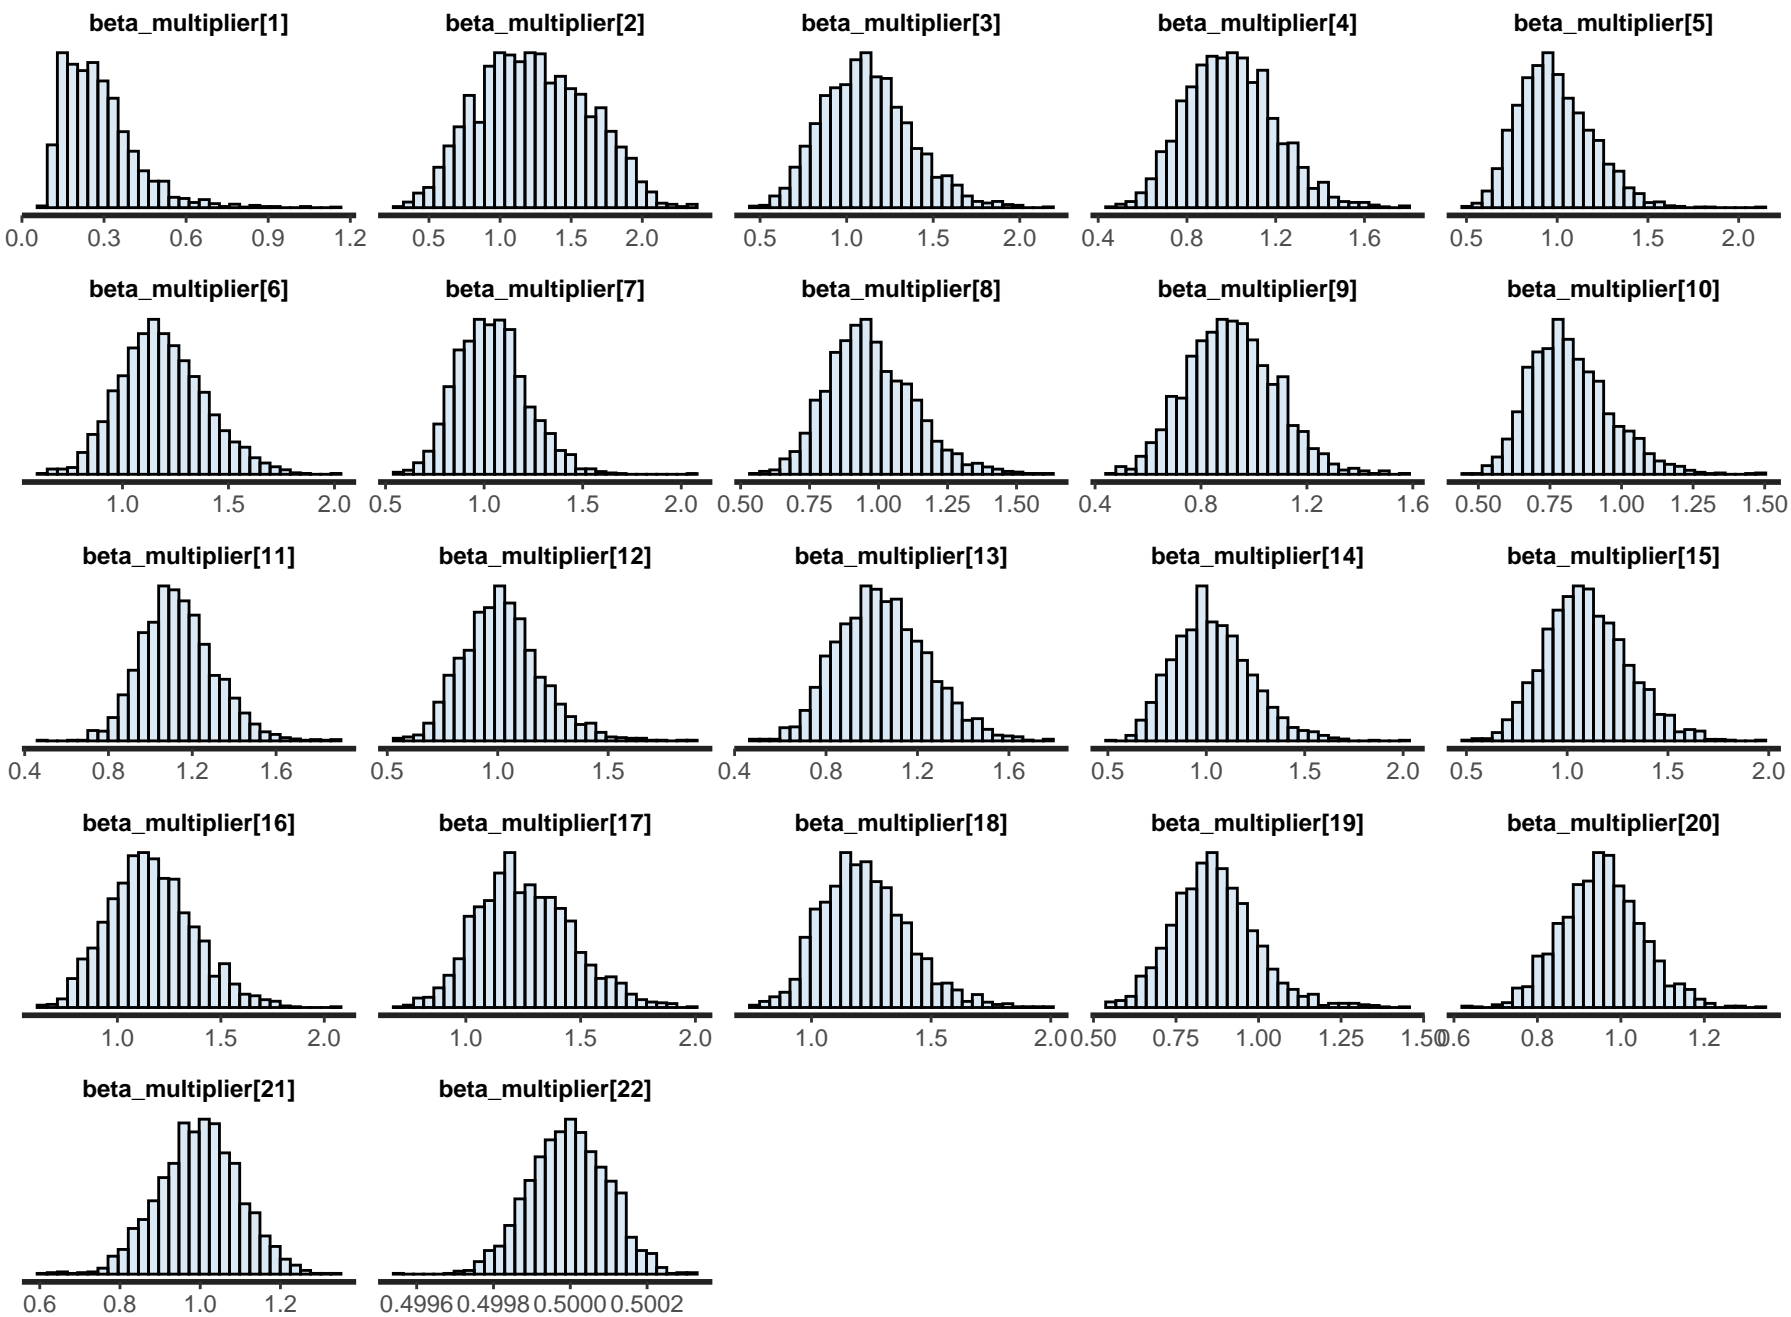 beta_multiplier[1] beta_multiplier[2] beta_multiplier[3] beta_multiplier[4] beta_multiplier[5]
0.0 0.3 0.6 0.9 1.2 0.5 1.0 1.5 2.0 0.5 1.0 1.5 2.0 0.4 0.8 1.2 1.6 0.5 1.0 1.5 2.0
beta_multiplier[6] beta_multiplier[7] beta_multiplier[8] beta_multiplier[9] beta_multiplier[10]
1.0 1.5 2.0 0.5 1.0 1.5 2.0 0.50 0.75 1.00 1.25 1.50 0.4 0.8 1.2 1.6 0.50 0.75 1.00 1.25 1.50
beta_multiplier[11] beta_multiplier[12] beta_multiplier[13] beta_multiplier[14] beta_multiplier[15]
0.4 0.8 1.2 1.6 0.5 1.0 1.5 0.4 0.8 1.2 1.6 0.5 1.0 1.5 2.0 0.5 1.0 1.5 2.0
beta_multiplier[16] beta_multiplier[17] beta_multiplier[18] beta_multiplier[19] beta_multiplier[20]
1.0 1.5 2.0 1.0 1.5 2.0 1.0 1.5 2.0 0.50 0.75 1.00 1.25 1.50 0.6 0.8 1.0 1.2
beta_multiplier[21] beta_multiplier[22]
0.6 0.8 1.0 1.2 0.4996 0.4998 0.5000 0.5002